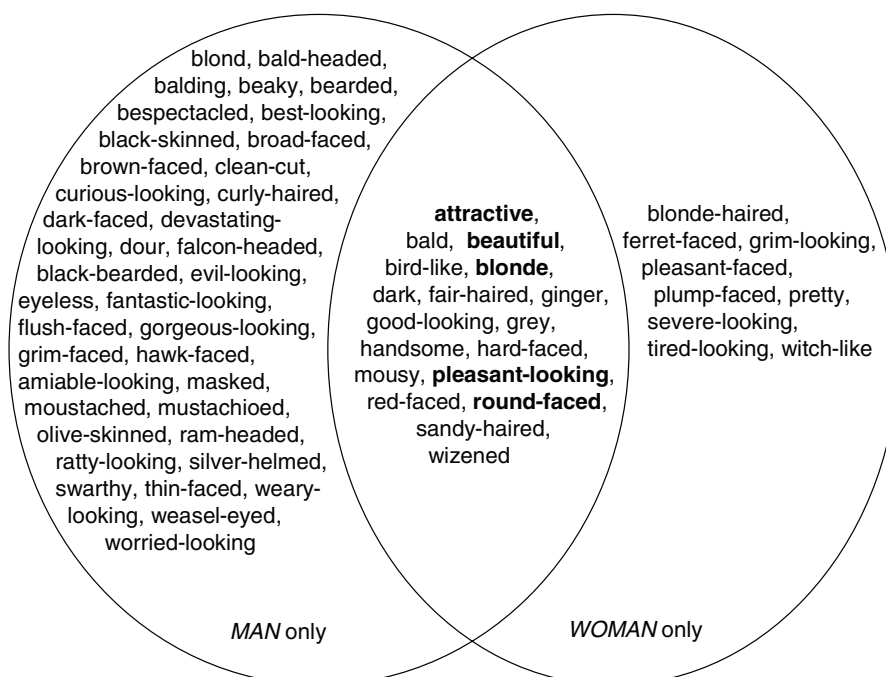 blond, bald-headed,
balding, beaky, bearded,
bespectacled, best-looking,
black-skinned, broad-faced,
brown-faced, clean-cut,
curious-looking, curly-haired,
dark-faced, devastating-
looking, dour, falcon-headed,
black-bearded, evil-looking,
eyeless, fantastic-looking,
flush-faced, gorgeous-looking,
grim-faced, hawk-faced,
amiable-looking, masked,
moustached, mustachioed,
olive-skinned, ram-headed,
ratty-looking, silver-helmed,
swarthy, thin-faced, weary-
looking, weasel-eyed,
worried-looking
MAN only
attractive,
bald, beautiful,
bird-like, blonde,
dark, fair-haired, ginger,
good-looking, grey,
handsome, hard-faced,
mousy, pleasant-looking,
red-faced, round-faced,
sandy-haired,
wizened
blonde-haired,
ferret-faced, grim-looking,
pleasant-faced,
plump-faced, pretty,
severe-looking,
tired-looking, witch-like
WOMAN only